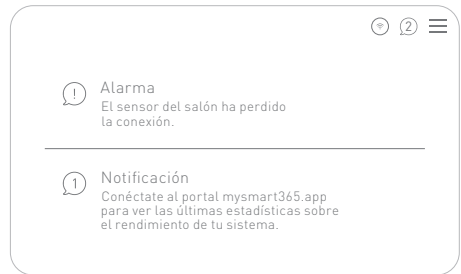 2
!
Alarma
El sensor del salón ha perdido
la conexión.
1
Notificación
Conéctate al portal mysmart365.app
para ver las últimas estadísticas sobre
el rendimiento de tu sistema.